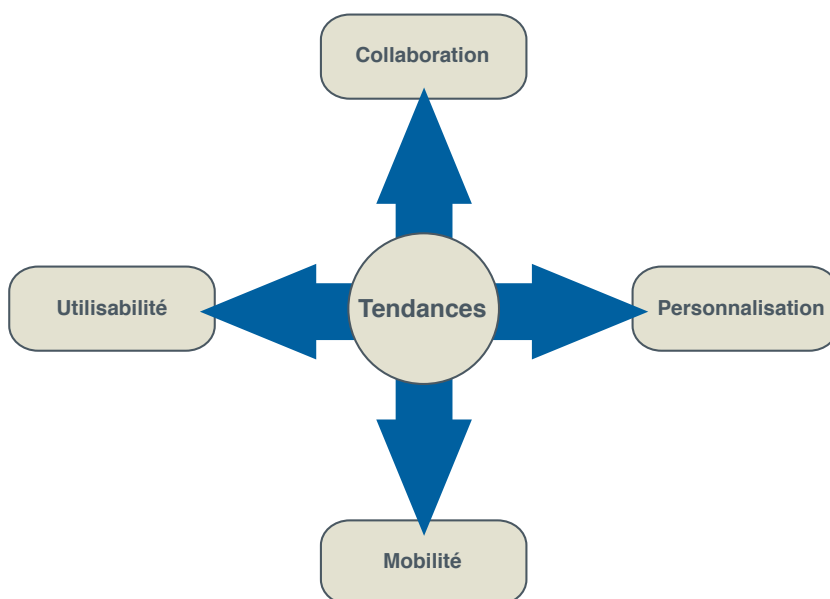 Collaboration
Utilisabilité
Tendances
Personnalisation
Mobilité